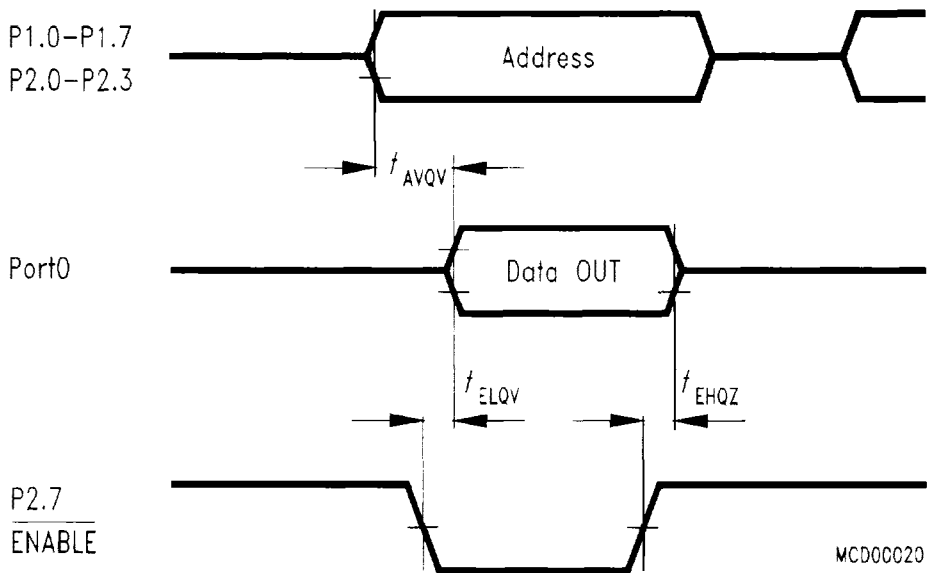 P1.0-P1.7
P2.0-P2.3
Address
t AVQV
Port0
Data OUT
t ELQV
t EHQZ
P2.7
ENABLE
MCD00020